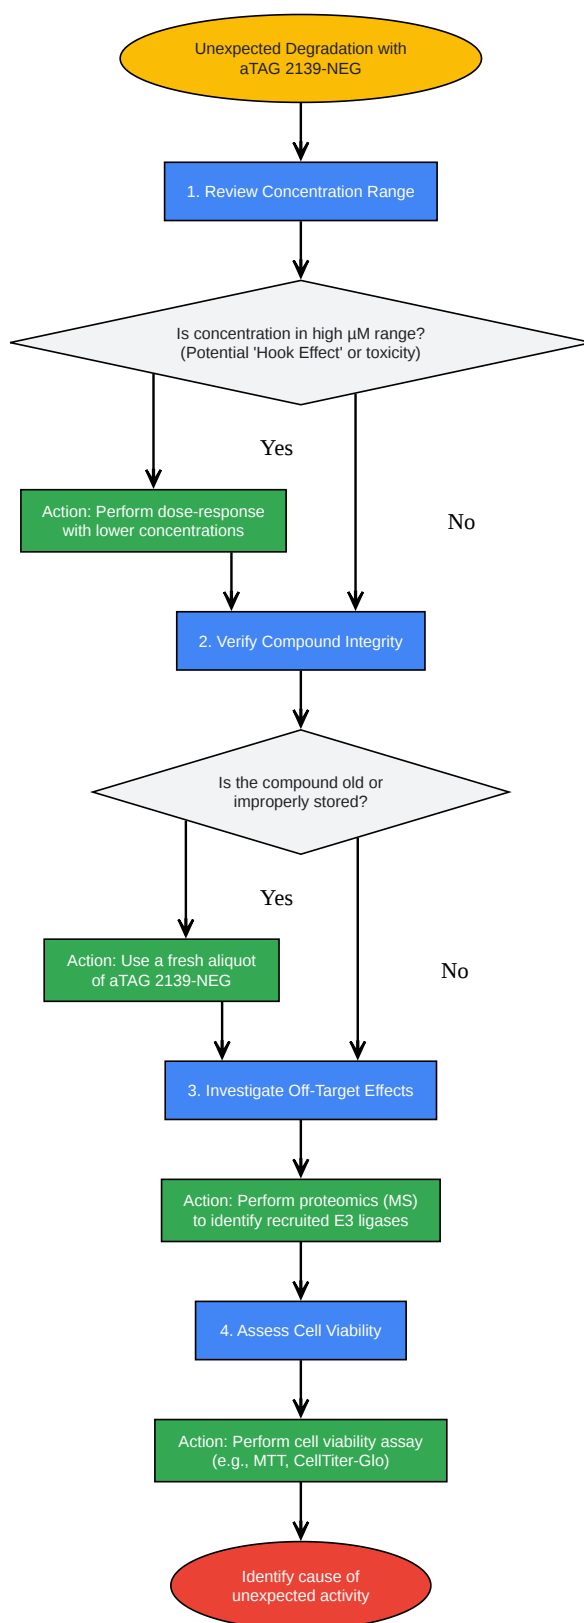 Unexpected Degradation with
aTAG 2139-NEG
1. Review Concentration Range
Is concentration in high µM range?
(Potential 'Hook Effect' or toxicity)
Yes
Action: Perform dose-response
with lower concentrations
No
2. Verify Compound Integrity
Is the compound old or
improperly stored?
Yes
Action: Use a fresh aliquot
of aTAG 2139-NEG
No
3. Investigate Off-Target Effects
Action: Perform proteomics (MS)
to identify recruited E3 ligases
4. Assess Cell Viability
Action: Perform cell viability assay
(e.g., MTT, CellTiter-Glo)
Identify cause of
unexpected activity